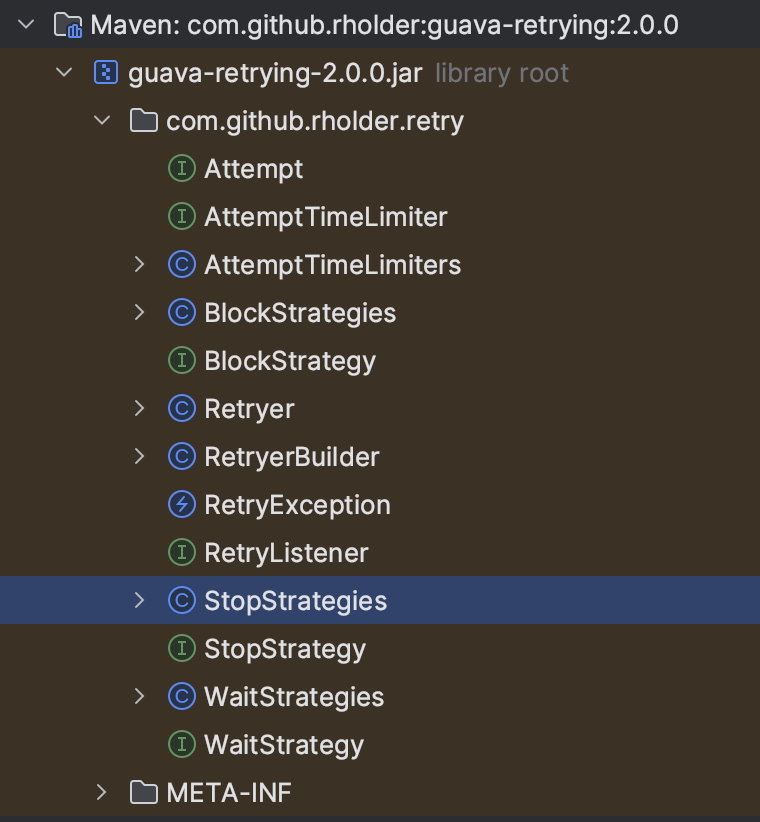 Maven: com.github.rholder:guava-retrying:2.0.0
guava-retrying-2.0.0.jar library root
com.github.rholder.retry
Attempt
AttemptTimeLimiter
AttemptTimeLimiters
BlockStrategies
BlockStrategy
Retryer
RetryerBuilder
RetryException
RetryListener
StopStrategies
StopStrategy
WaitStrategies
WaitStrategy
META-INF